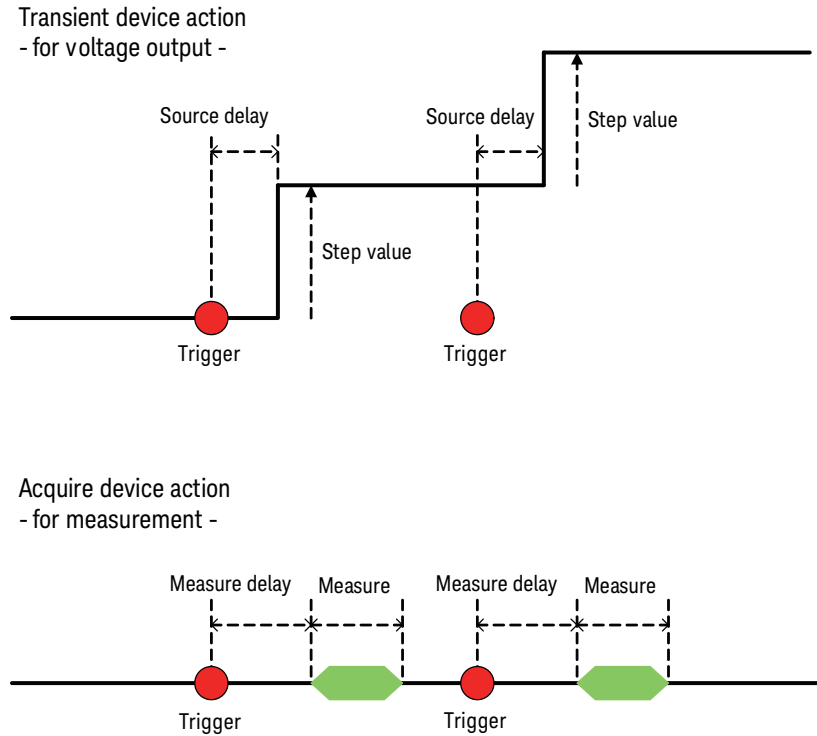 Transient device action
- for voltage output -
Source delay
Source delay
Step value
Step value
Trigger
Trigger
Acquire device action
- for measurement -
Measure delay
Measure
Measure delay
Measure
Trigger
Trigger